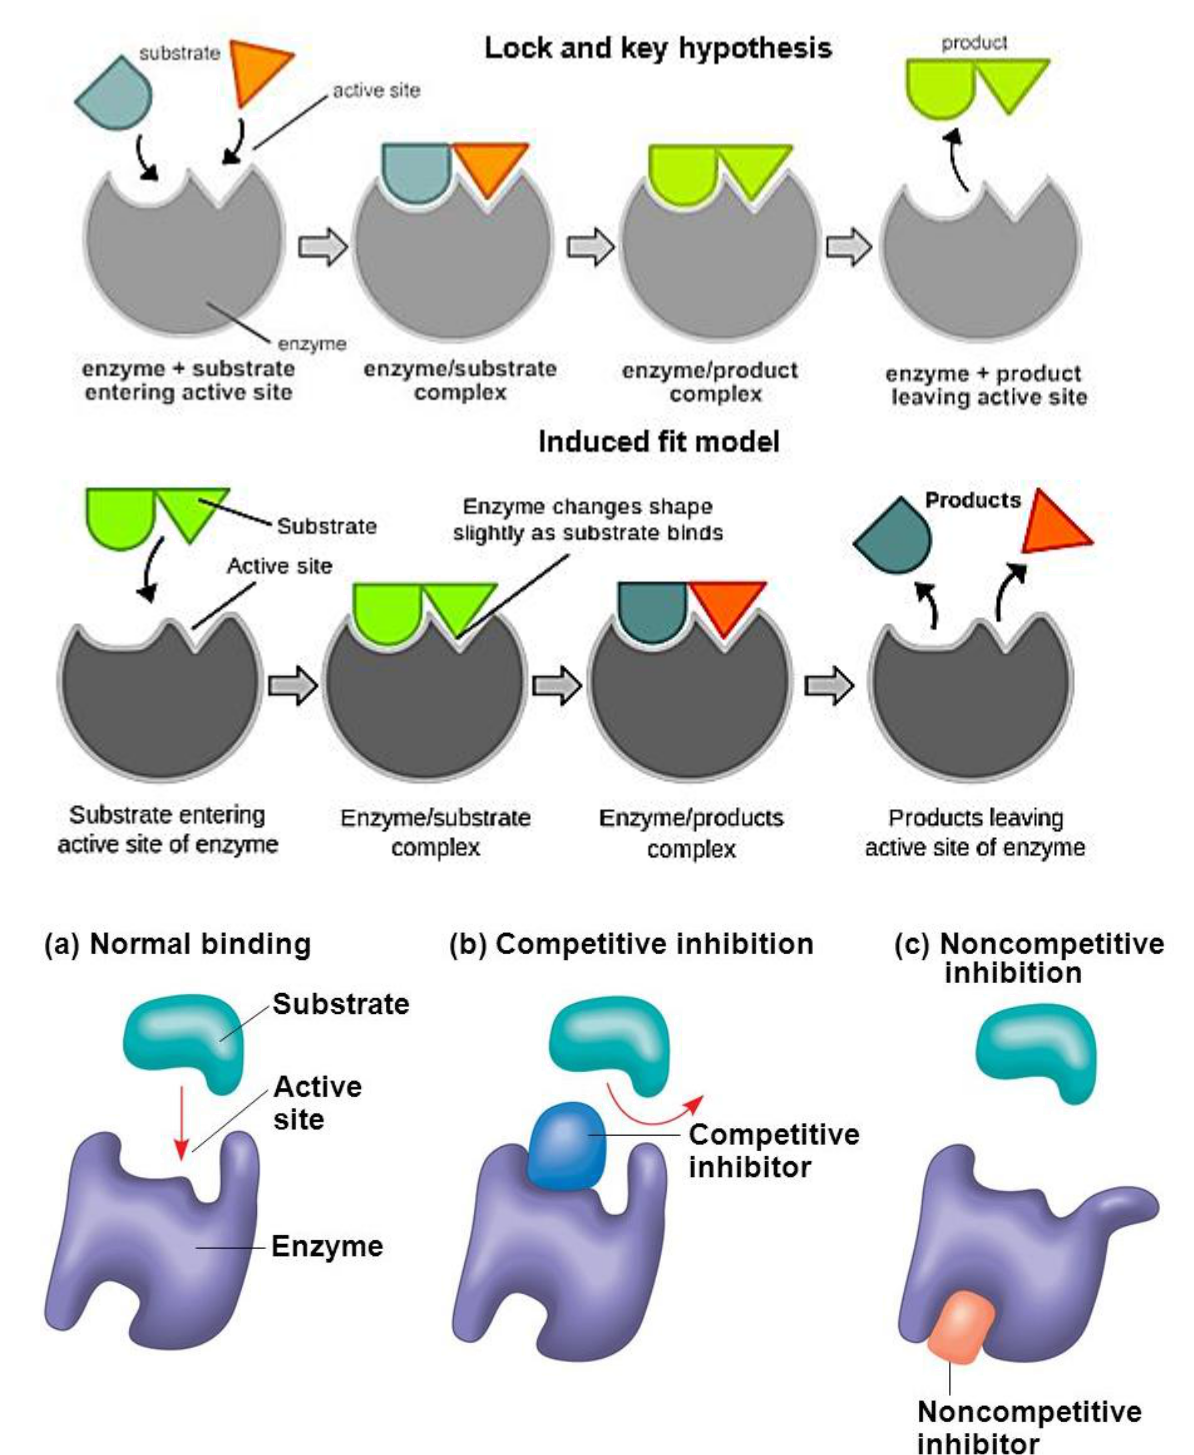 Lock and key hypothesis
substrate
product
active site
enzyme
enzyme + substrate
entering active site
enzyme/substrate
complex
enzyme/product
complex
enzyme + product
leaving active site
Induced fit model
Substrate
Active site
Enzyme changes shape
slightly as substrate binds
Products
Substrate entering
active site of enzyme
Enzyme/substrate
complex
Enzyme/products
complex
Products leaving
active site of enzyme
(a) Normal binding
Substrate
Active
site
Enzyme
(b) Competitive inhibition
Competitive
inhibitor
(c) Noncompetitive
inhibition
Noncompetitive
inhibitor